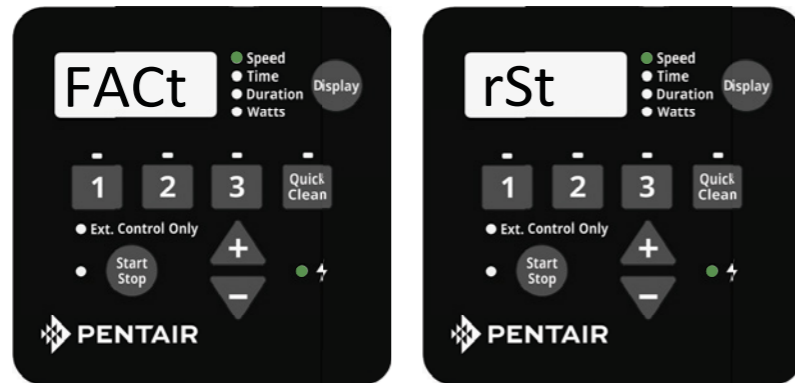 FACt
Speed
Time
Duration
Watts
Display
1 2 3 Quick Clean
Ext. Control Only
Start Stop
+
−
PENTAIR
rSt
Speed
Time
Duration
Watts
Display
1 2 3 Quick Clean
Ext. Control Only
Start Stop
+
−
PENTAIR